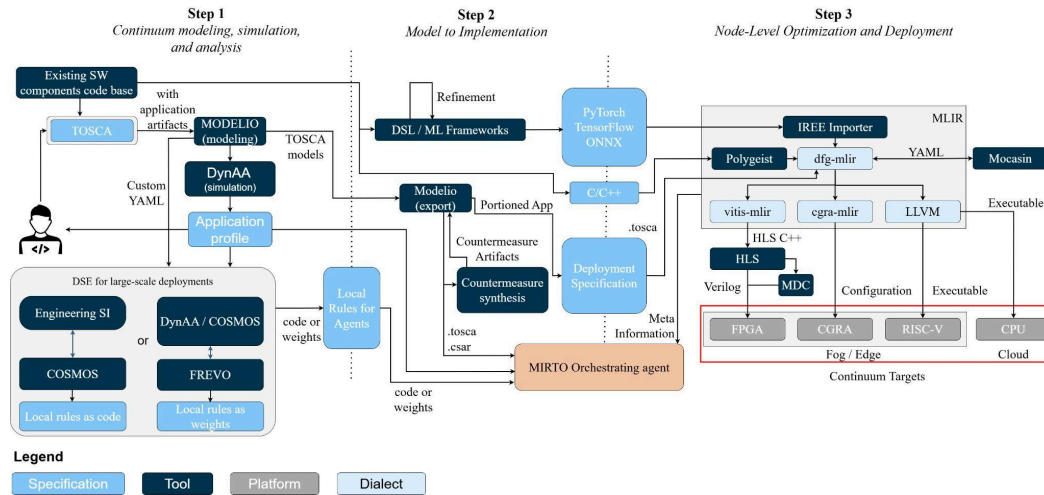 Step 1
Continuum modeling, simulation,
and analysis
Step 2
Model to Implementation
Step 3
Node-Level Optimization and Deployment
Existing SW
components code base
TOSCA
with
application
artifacts
MODELIO
(modeling)
TOSCA
models
DynAA
(simulation)
Custom
YAML
Application
profile
DSE for large-scale deployments
Engineering SI
or
DynAA / COSMOS
COSMOS
FREVO
Local rules as code
Local rules as
weights
code or
weights
Local
Rules for
Agents
Refinement
DSL / ML Frameworks
PyTorch
TensorFlow
ONNX
C/C++
Modelio
(export)
Portioned App
Countermeasure
Artifacts
Countermeasure
synthesis
Deployment
Specification
.tosca
.tosca
.csar
code or
weights
Meta
Information
MIRTO Orchestrating agent
MLIR
IREE Importer
Polygeist
dfg-mlir
YAML
Mocasin
vitis-mlir
cgra-mlir
LLVM
Executable
HLS C++
HLS
MDC
Verilog
Configuration
Executable
FPGA
CGRA
RISC-V
CPU
Fog / Edge
Cloud
Continuum Targets
Legend
Specification
Tool
Platform
Dialect